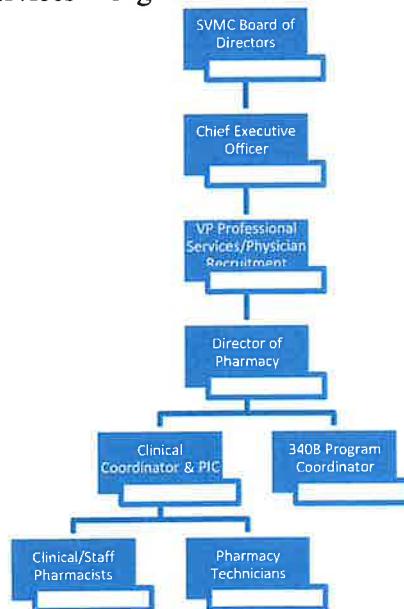 SVMC Board of
Directors
Chief Executive
Officer
VP Professional
Services/Physician
Recruitment
Director of
Pharmacy
Clinical
Coordinator & PIC
340B Program
Coordinator
Clinical/Staff
Pharmacists
Pharmacy
Technicians